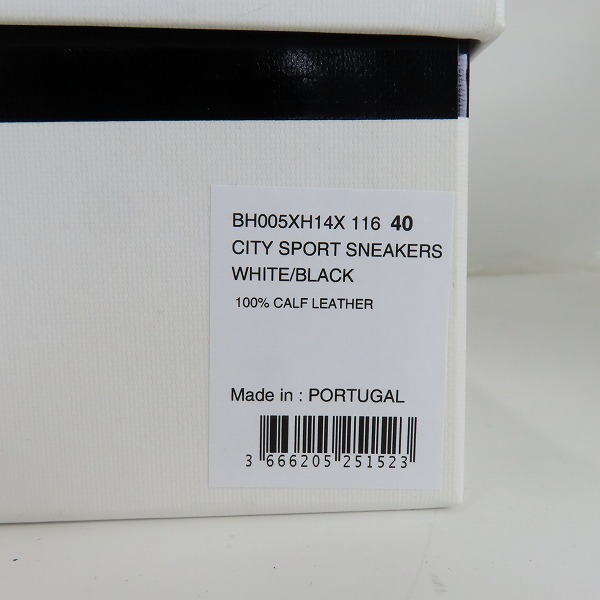 BH005XH14X 116 40
CITY SPORT SNEAKERS
WHITE/BLACK
100% CALF LEATHER
Made in : PORTUGAL
3 666205 251523